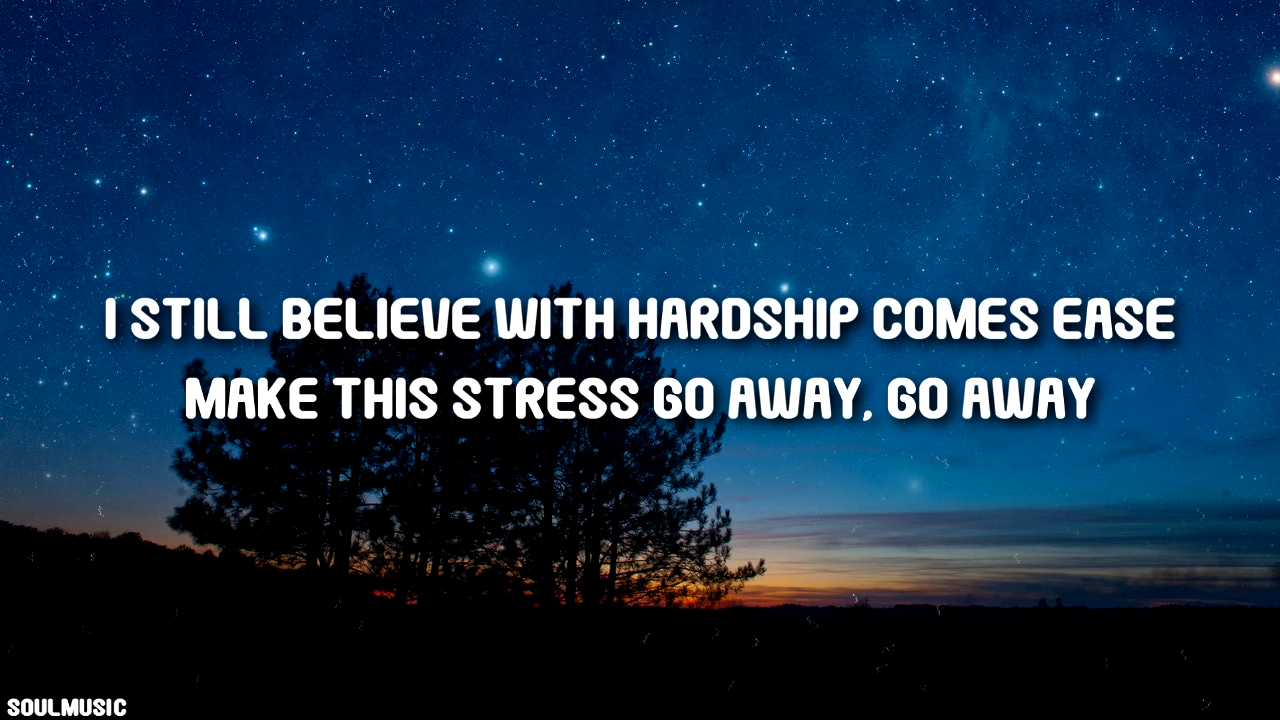 I STILL BELIEVE WITH HARDSHIP COMES EASE
MAKE THIS STRESS GO AWAY, GO AWAY
SOULMUSIC